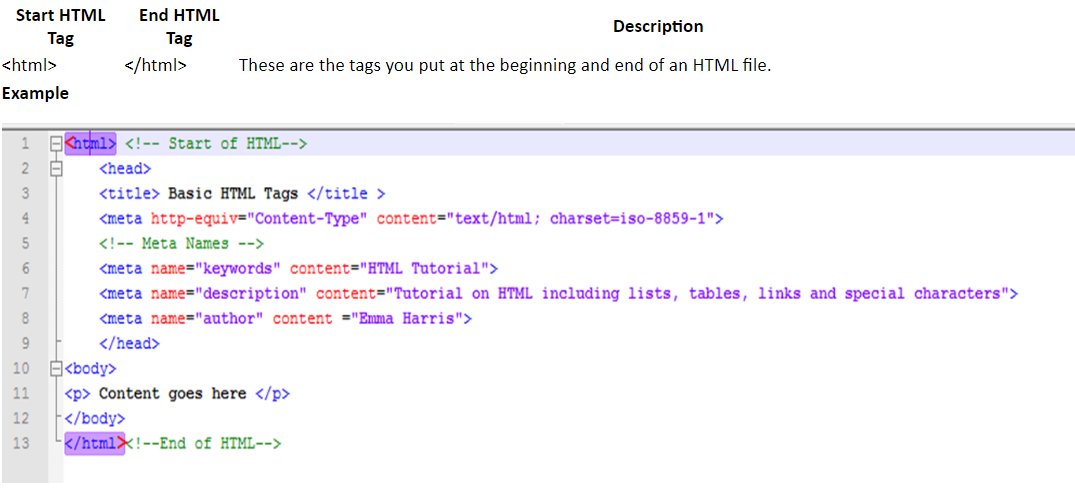 Start HTML Tag End HTML Tag Description
<html> </html> These are the tags you put at the beginning and end of an HTML file.
Example
1 <html> <!-- Start of HTML-->
2 <head>
3 <title> Basic HTML Tags </title >
4 <meta http-equiv="Content-Type" content="text/html; charset=iso-8859-1">
5 <!-- Meta Names -->
6 <meta name="keywords" content="HTML Tutorial">
7 <meta name="description" content="Tutorial on HTML including lists, tables, links and special characters">
8 <meta name="author" content ="Emma Harris">
9 </head>
10 <body>
11 <p> Content goes here </p>
12 </body>
13 </html><!--End of HTML-->